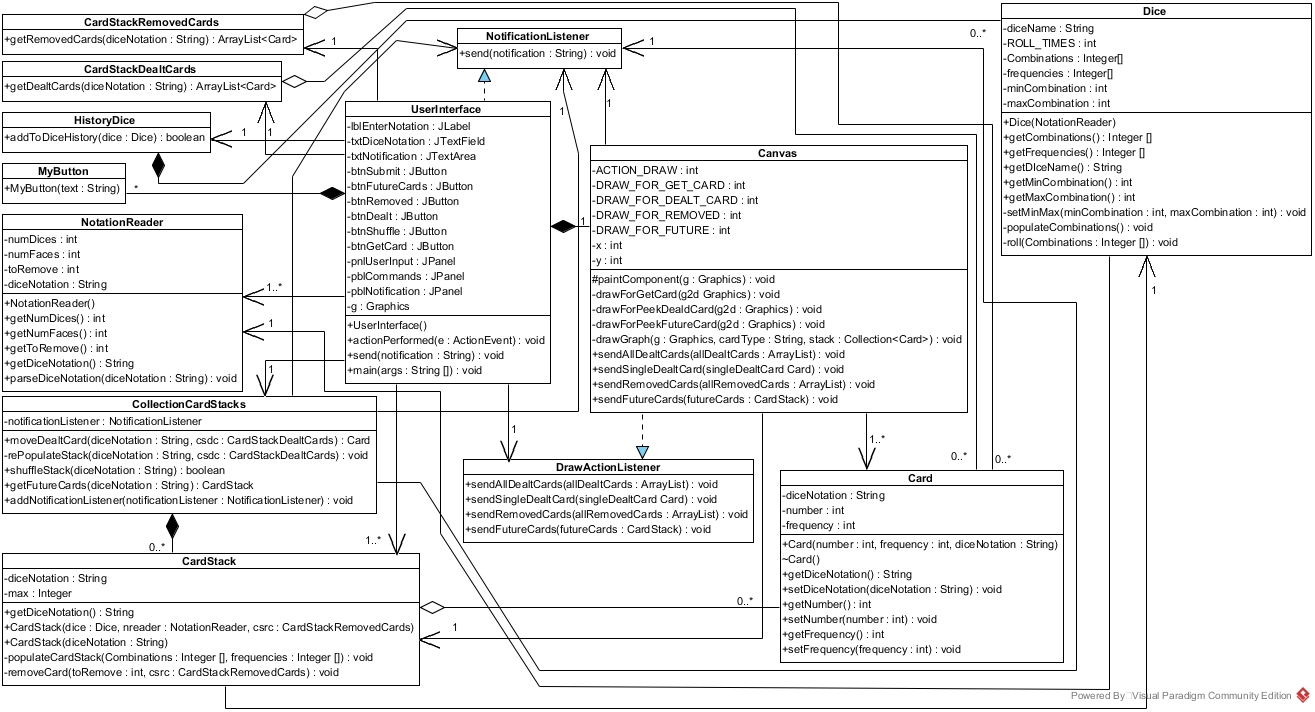 CardStackRemovedCards
+getRemovedCards(diceNotation : String) : ArrayList<Card>
CardStackDealtCards
+getDealtCards(diceNotation : String) : ArrayList<Card>
HistoryDice
+addToDiceHistory(dice : Dice) : boolean
MyButton
+MyButton(text : String)
NotationReader
-numDices : int
-numFaces : int
-toRemove : int
-diceNotation : String
+NotationReader()
+getNumDices() : int
+getNumFaces() : int
+getToRemove() : int
+getDiceNotation() : String
+parseDiceNotation(diceNotation : String) : void
CollectionCardStacks
-notificationListener : NotificationListener
+moveDealtCard(diceNotation : String, csdc : CardStackDealtCards) : Card
-rePopulateStack(diceNotation : String, csdc : CardStackDealtCards) : void
+shuffleStack(diceNotation : String) : boolean
+getFutureCards(diceNotation : String) : CardStack
+addNotificationListener(notificationListener : NotificationListener) : void
0..*
CardStack
-diceNotation : String
-max : Integer
+getDiceNotation() : String
+CardStack(dice : Dice, nreader : NotationReader, csrc : CardStackRemovedCards)
+CardStack(diceNotation : String)
-populateCardStack(Combinations : Integer [], frequencies : Integer []) : void
-removeCard(toRemove : int, csrc : CardStackRemovedCards) : void
1
1
1
*
1..*
1
1
1..*
NotificationListener
+send(notification : String) : void
1
1
1
UserInterface
-lblEnterNotation : JLabel
-txtDiceNotation : JTextField
-txtNotification : JTextArea
-btnSubmit : JButton
-btnFutureCards : JButton
-btnRemoved : JButton
-btnDealt : JButton
-btnShuffle : JButton
-btnGetCard : JButton
-pnlUserInput : JPanel
-pblCommands : JPanel
-pblNotification : JPanel
-g : Graphics
+UserInterface()
+actionPerformed(e : ActionEvent) : void
+send(notification : String) : void
+main(args : String []) : void
1
1
Canvas
-ACTION_DRAW : int
-DRAW_FOR_GET_CARD : int
-DRAW_FOR_DEALT_CARD : int
-DRAW_FOR_REMOVED : int
-DRAW_FOR_FUTURE : int
-x : int
-y : int
#paintComponent(g : Graphics) : void
-drawForGetCard(g2d Graphics) : void
-drawForPeekDealdCard(g2d : Graphics) : void
-drawForPeekFutureCard(g2d : Graphics) : void
-drawGraph(g : Graphics, cardType : String, stack : Collection<Card>) : void
+sendAllDealtCards(allDealtCards : ArrayList) : void
+sendSingleDealtCard(singleDealtCard Card) : void
+sendRemovedCards(allRemovedCards : ArrayList) : void
+sendFutureCards(futureCards : CardStack) : void
DrawActionListener
+sendAllDealtCards(allDealtCards : ArrayList) : void
+sendSingleDealtCard(singleDealtCard Card) : void
+sendRemovedCards(allRemovedCards : ArrayList) : void
+sendFutureCards(futureCards : CardStack) : void
1..*
0..*
0..*
Card
-diceNotation : String
-number : int
-frequency : int
+Card(number : int, frequency : int, diceNotation : String)
~Card()
+getDiceNotation() : String
+setDiceNotation(diceNotation : String) : void
+getNumber() : int
+setNumber(number : int) : void
+getFrequency() : int
+setFrequency(frequency : int) : void
0..*
1
0..*
Dice
-diceName : String
-ROLL_TIMES : int
-Combinations : Integer[]
-frequencies : Integer[]
-minCombination : int
-maxCombination : int
+Dice(NotationReader)
+getCombinations() : Integer []
+getFrequencies() : Integer []
+getDIceName() : String
+getMinCombination() : int
+getMaxCombination() : int
-setMinMax(minCombination : int, maxCombination : int) : void
-populateCombinations() : void
-roll(Combinations : Integer []) : void
1
Powered By Visual Paradigm Community Edition